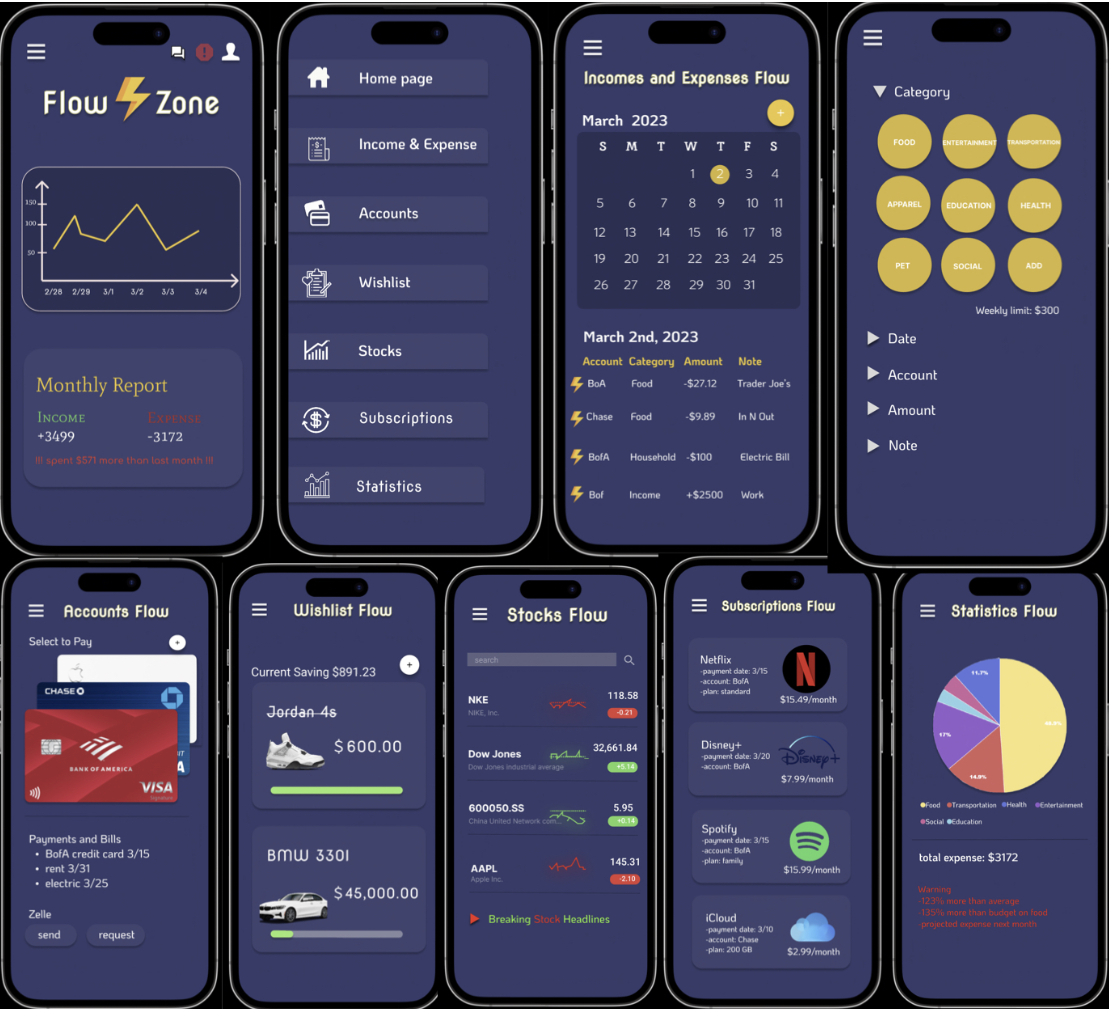 Flow Zone
150
100
50
2/28 2/29 3/1 3/2 3/3 3/4
Monthly Report
Income Expense
+3499 -3172
!!! spent $571 more than last month !!!
Home page
Income & Expense
Accounts
Wishlist
Stocks
Subscriptions
Statistics
Incomes and Expenses Flow
March 2023
+
S M T W T F S
1 2 3 4
5 6 7 8 9 10 11
12 13 14 15 16 17 18
19 20 21 22 23 24 25
26 27 28 29 30 31
March 2nd, 2023
Account Category Amount Note
BoA Food -$27.12 Trader Joe's
Chase Food -$9.89 In N Out
BofA Household -$100 Electric Bill
Bof Income +$2500 Work
Category
FOOD ENTERTAINMENT TRANSPORTATION
APPAREL EDUCATION HEALTH
PET SOCIAL ADD
Weekly limit: $300
Date
Account
Amount
Note
Accounts Flow
Select to Pay
+
CHASE
BANK OF AMERICA
VISA
Signature
Payments and Bills
• BofA credit card 3/15
• rent 3/31
• electric 3/25
Zelle
send request
Wishlist Flow
Current Saving $891.23
+
Jordan 4s
$600.00
BMW 330I
$45,000.00
Stocks Flow
search
NKE 118.58
NIKE, Inc. -0.21
Dow Jones 32,661.84
Dow Jones Industrial average +5.14
600050.SS 5.95
China United Network com... +0.14
AAPL 145.31
Apple Inc. -2.10
Breaking Stock Headlines
Subscriptions Flow
Netflix
-payment date: 3/15
-account: BofA
-plan: standard
N
$15.49/month
Disney+
-payment date: 3/20
-account: BofA
Disney+
$7.99/month
Spotify
-payment date: 3/15
-account: BofA
-plan: family
$15.99/month
iCloud
-payment date: 3/10
-account: Chase
-plan: 200 GB
$2.99/month
Statistics Flow
11.7%
17%
14.9%
Food Transportation Health Entertainment
Social Education
total expense: $3172
Warning
-123% more than average
-135% more than budget on food
-projected expense next month